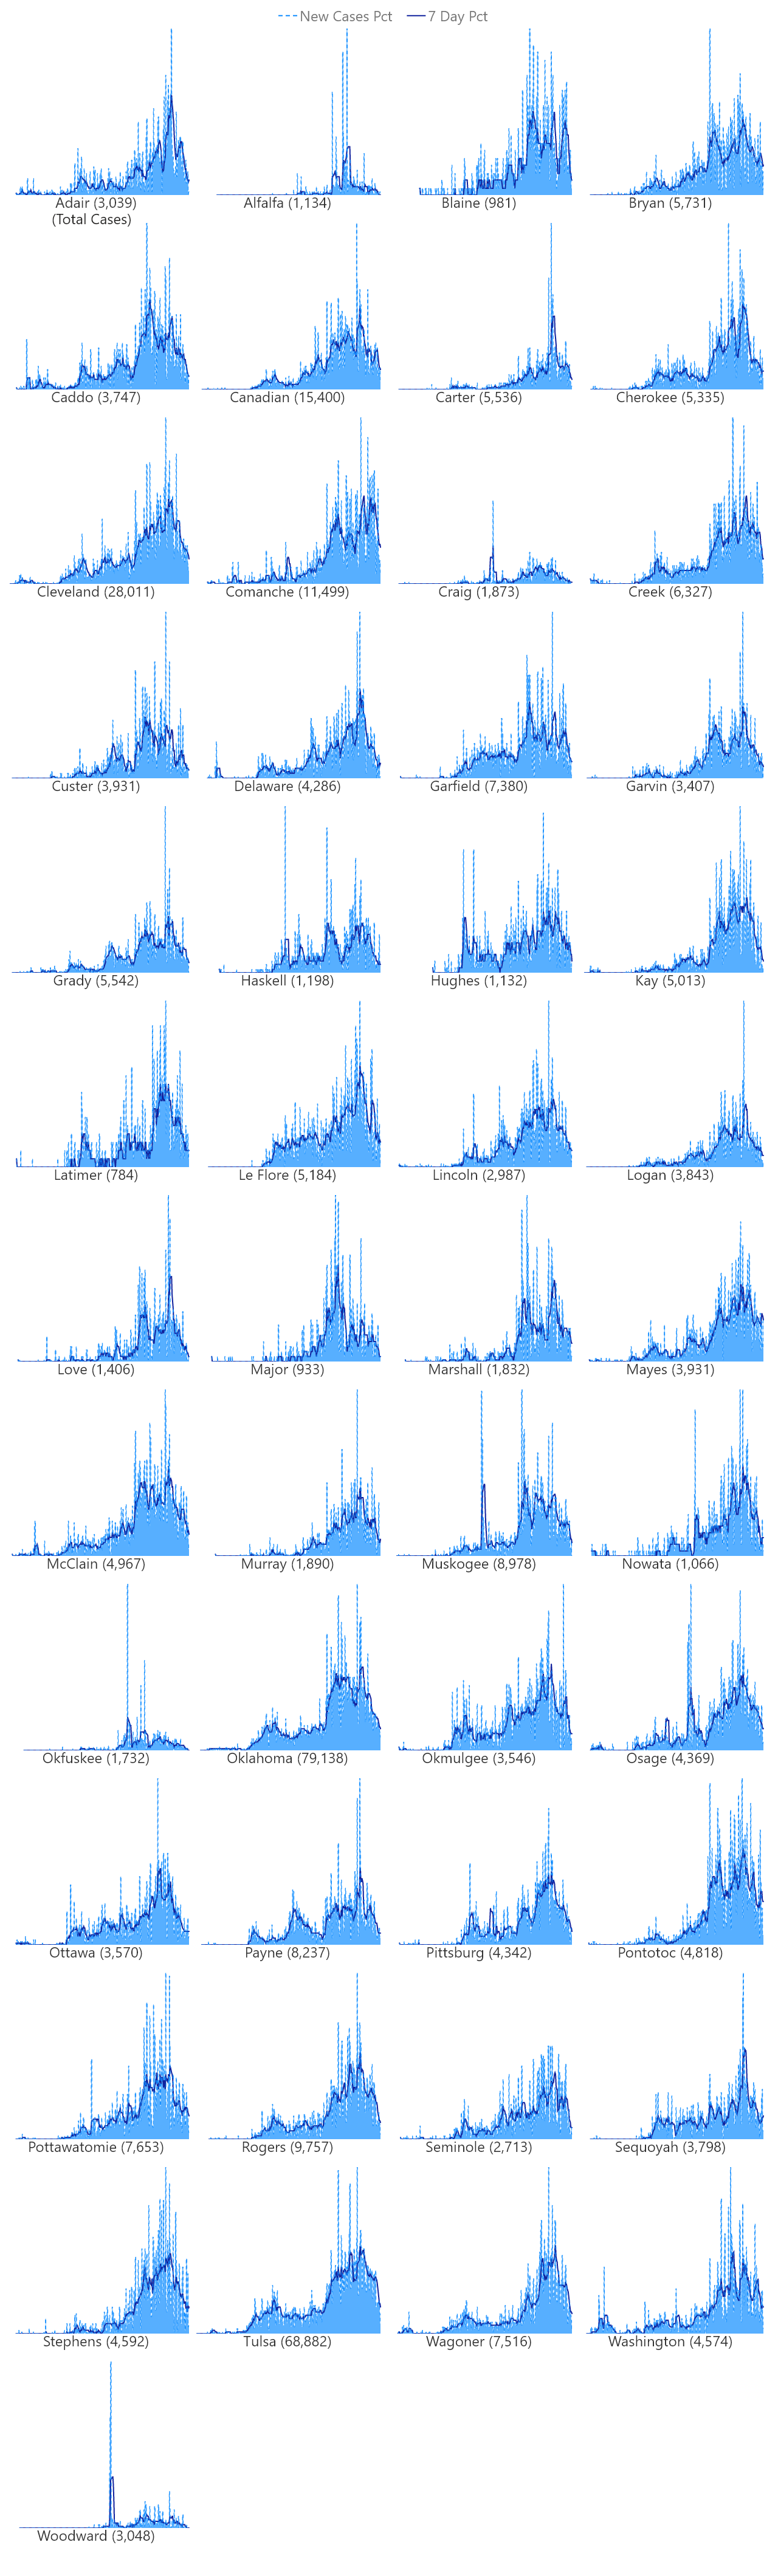 New Cases Pct 7 Day Pct
Adair (3,039) Alfalfa (1,134) Blaine (981) Bryan (5,731)
(Total Cases)
Caddo (3,747) Canadian (15,400) Carter (5,536) Cherokee (5,335)
Cleveland (28,011) Comanche (11,499) Craig (1,873) Creek (6,327)
Custer (3,931) Delaware (4,286) Garfield (7,380) Garvin (3,407)
Grady (5,542) Haskell (1,198) Hughes (1,132) Kay (5,013)
Latimer (784) Le Flore (5,184) Lincoln (2,987) Logan (3,843)
Love (1,406) Major (933) Marshall (1,832) Mayes (3,931)
McClain (4,967) Murray (1,890) Muskogee (8,978) Nowata (1,066)
Okfuskee (1,732) Oklahoma (79,138) Okmulgee (3,546) Osage (4,369)
Ottawa (3,570) Payne (8,237) Pittsburg (4,342) Pontotoc (4,818)
Pottawatomie (7,653) Rogers (9,757) Seminole (2,713) Sequoyah (3,798)
Stephens (4,592) Tulsa (68,882) Wagoner (7,516) Washington (4,574)
Woodward (3,048)